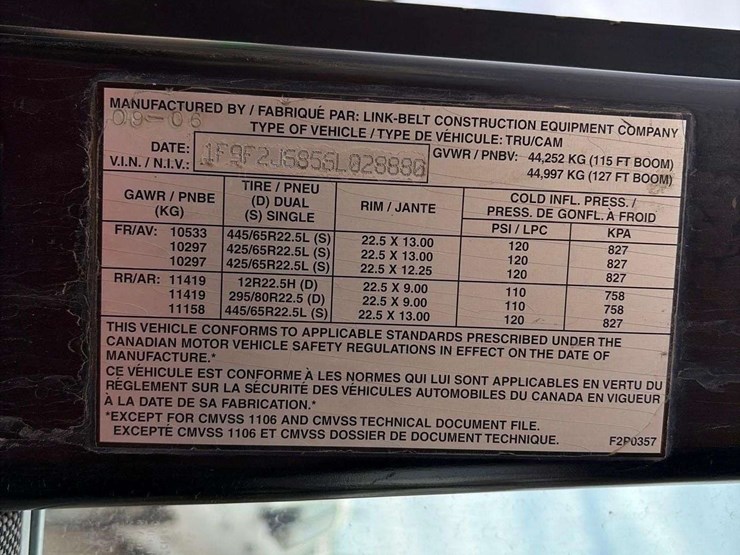 MANUFACTURED BY / FABRIQUÉ PAR: LINK-BELT CONSTRUCTION EQUIPMENT COMPANY
09-06
TYPE OF VEHICLE / TYPE DE VÉHICULE: TRU/CAM
DATE:
V.I.N. / N.I.V.:
GVWR / PNBV: 44,252 KG (115 FT BOOM)
44,997 KG (127 FT BOOM)
GAWR / PNBE (KG) TIRE / PNEU (D) DUAL (S) SINGLE RIM / JANTE COLD INFL. PRESS. / PRESS. DE GONFL. À FROID
PSI / LPC KPA
FR/AV: 10533 445/65R22.5L (S) 22.5 X 13.00 120 827
10297 425/65R22.5L (S) 22.5 X 13.00 120 827
10297 425/65R22.5L (S) 22.5 X 12.25 120 827
RR/AR: 11419 12R22.5H (D) 22.5 X 9.00 110 758
11419 295/80R22.5 (D) 22.5 X 9.00 110 758
11158 445/65R22.5L (S) 22.5 X 13.00 120 827
THIS VEHICLE CONFORMS TO APPLICABLE STANDARDS PRESCRIBED UNDER THE
CANADIAN MOTOR VEHICLE SAFETY REGULATIONS IN EFFECT ON THE DATE OF
MANUFACTURE.*
CE VÉHICULE EST CONFORME À LES NORMES QUI LUI SONT APPLICABLES EN VERTU DU
RÉGLEMENT SUR LA SÉCURITÉ DES VÉHICULES AUTOMOBILES DU CANADA EN VIGUEUR
À LA DATE DE SA FABRICATION.*
*EXCEPT FOR CMVSS 1106 AND CMVSS TECHNICAL DOCUMENT FILE.
EXCEPTÉ CMVSS 1106 ET CMVSS DOSSIER DE DOCUMENT TECHNIQUE.
F2P0357